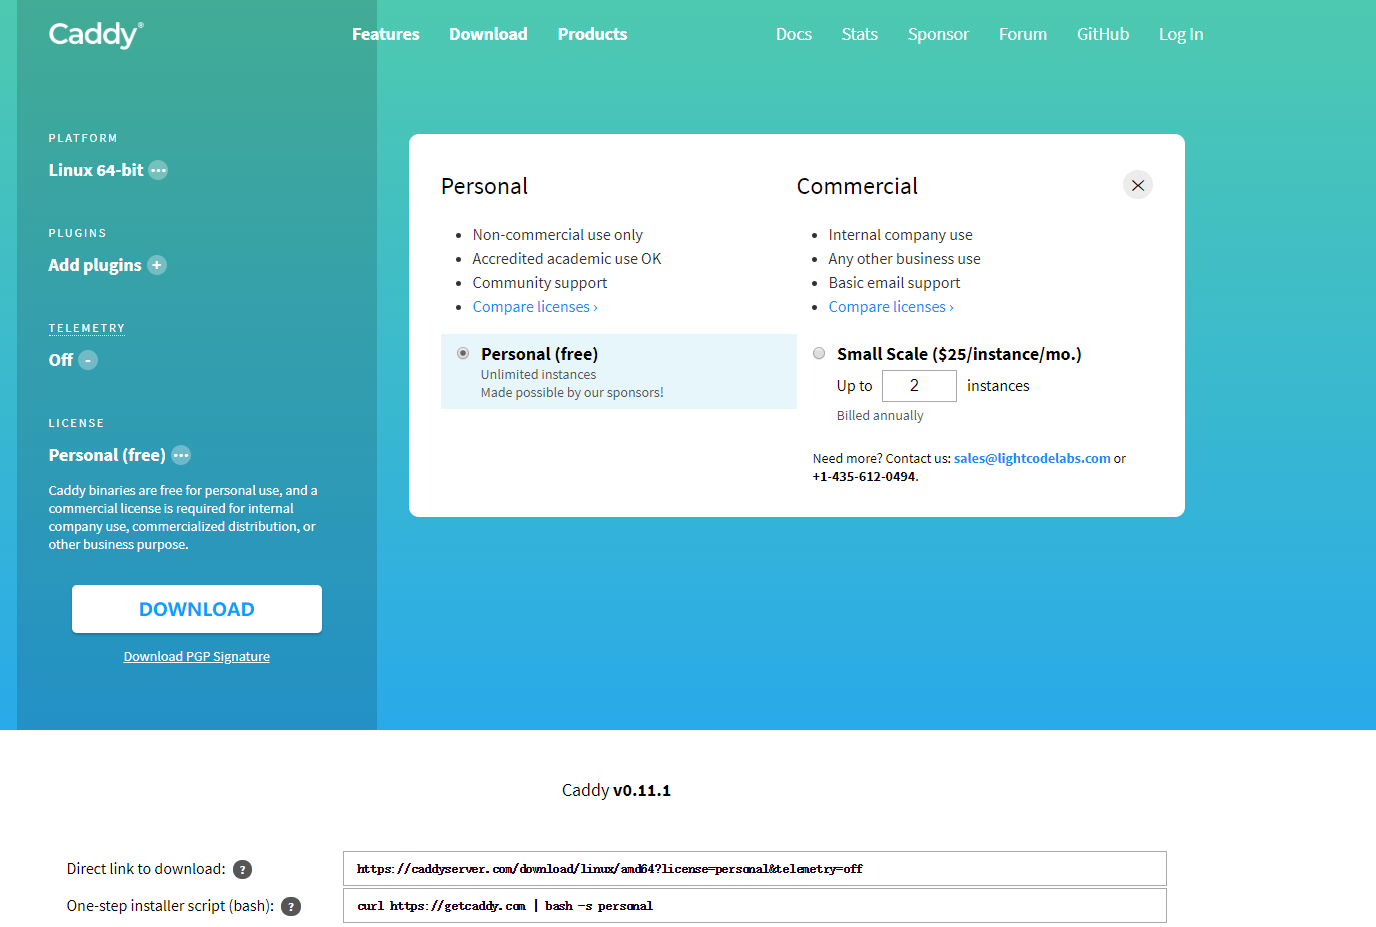 Caddy®
Features Download Products Docs Stats Sponsor Forum GitHub Log In
PLATFORM
Linux 64-bit
PLUGINS
Add plugins +
TELEMETRY
Off -
LICENSE
Personal (free)
Caddy binaries are free for personal use, and a
commercial license is required for internal
company use, commercialized distribution, or
other business purpose.
DOWNLOAD
Download PGP Signature
Personal
• Non-commercial use only
• Accredited academic use OK
• Community support
• Compare licenses ›
Personal (free)
Unlimited instances
Made possible by our sponsors!
Commercial
• Internal company use
• Any other business use
• Basic email support
• Compare licenses ›
Small Scale ($25/instance/mo.)
Up to 2 instances
Billed annually
Need more? Contact us: sales@lightcodelabs.com or
+1-435-612-0494.
Caddy v0.11.1
Direct link to download: ? https://caddyserver.com/download/linux/amd64?license=personal&telemetry=off
One-step installer script (bash): ? curl https://getcaddy.com | bash -s personal